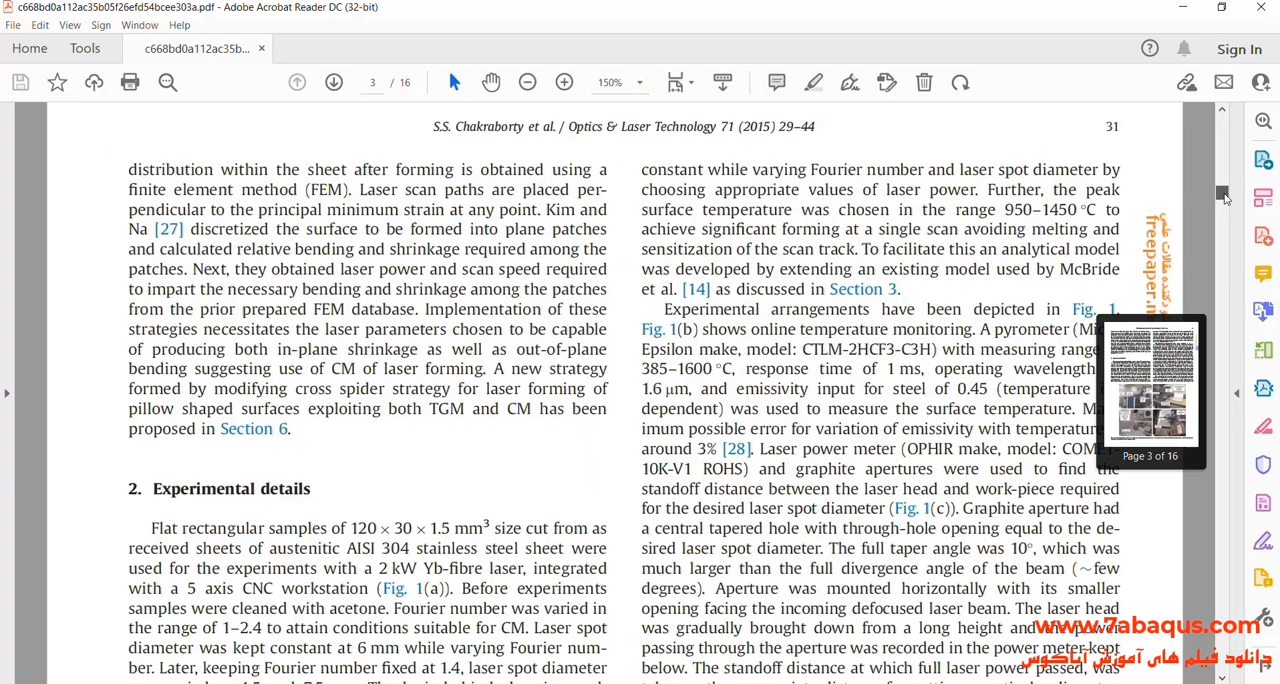 c668bd0a112ac35b05f26efd54bcee303a.pdf - Adobe Acrobat Reader DC (32-bit)
File Edit View Sign Window Help
Home Tools c668bd0a112ac35b... × Sign In
3 / 16 150%
S.S. Chakraborty et al. / Optics & Laser Technology 71 (2015) 29–44 31
distribution within the sheet after forming is obtained using a
finite element method (FEM). Laser scan paths are placed per-
pendicular to the principal minimum strain at any point. Kim and
Na [27] discretized the surface to be formed into plane patches
and calculated relative bending and shrinkage required among the
patches. Next, they obtained laser power and scan speed required
to impart the necessary bending and shrinkage among the patches
from the prior prepared FEM database. Implementation of these
strategies necessitates the laser parameters chosen to be capable
of producing both in-plane shrinkage as well as out-of-plane
bending suggesting use of CM of laser forming. A new strategy
formed by modifying cross spider strategy for laser forming of
pillow shaped surfaces exploiting both TGM and CM has been
proposed in Section 6.
2. Experimental details
Flat rectangular samples of 120 × 30 × 1.5 mm³ size cut from as
received sheets of austenitic AISI 304 stainless steel sheet were
used for the experiments with a 2 kW Yb-fibre laser, integrated
with a 5 axis CNC workstation (Fig. 1(a)). Before experiments
samples were cleaned with acetone. Fourier number was varied in
the range of 1–2.4 to attain conditions suitable for CM. Laser spot
diameter was kept constant at 6 mm while varying Fourier num-
ber. Later, keeping Fourier number fixed at 1.4, laser spot diameter
constant while varying Fourier number and laser spot diameter by
choosing appropriate values of laser power. Further, the peak
surface temperature was chosen in the range 950–1450 °C to
achieve significant forming at a single scan avoiding melting and
sensitization of the scan track. To facilitate this an analytical model
was developed by extending an existing model used by McBride
et al. [14] as discussed in Section 3.
Experimental arrangements have been depicted in Fig. 1.
Fig. 1(b) shows online temperature monitoring. A pyrometer (Mic
Epsilon make, model: CTLM-2HCF3-C3H) with measuring range
385–1600 °C, response time of 1 ms, operating wavelength
1.6 μm, and emissivity input for steel of 0.45 (temperature
dependent) was used to measure the surface temperature. Ma
imum possible error for variation of emissivity with temperatur
around 3% [28]. Laser power meter (OPHIR make, model: COME
10K-V1 ROHS) and graphite apertures were used to find the
standoff distance between the laser head and work-piece required
for the desired laser spot diameter (Fig. 1(c)). Graphite aperture had
a central tapered hole with through-hole opening equal to the de-
sired laser spot diameter. The full taper angle was 10°, which was
much larger than the full divergence angle of the beam (~few
degrees). Aperture was mounted horizontally with its smaller
opening facing the incoming defocused laser beam. The laser head
was gradually brought down from a long height and the power
passing through the aperture was recorded in the power meter kept
below. The standoff distance at which full laser power passed, was
freepaper.m
Page 3 of 16
www.7abaqus.com
دانلود فیلم های آموزش آباکوس